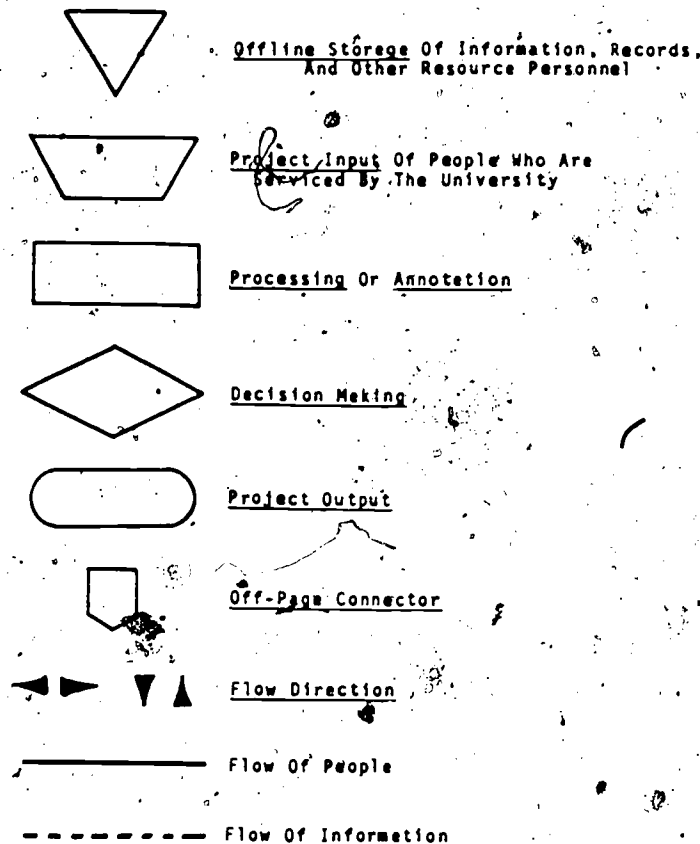 Offline Storege Of Information, Records,
And Other Resource Personnel
Project Input Of People Who Are
Serviced By The University
Processing Or Annotetion
Decision Meking
Project Output
Off-Page Connector
Flow Direction
Flow Of People
Flow Of Informetion